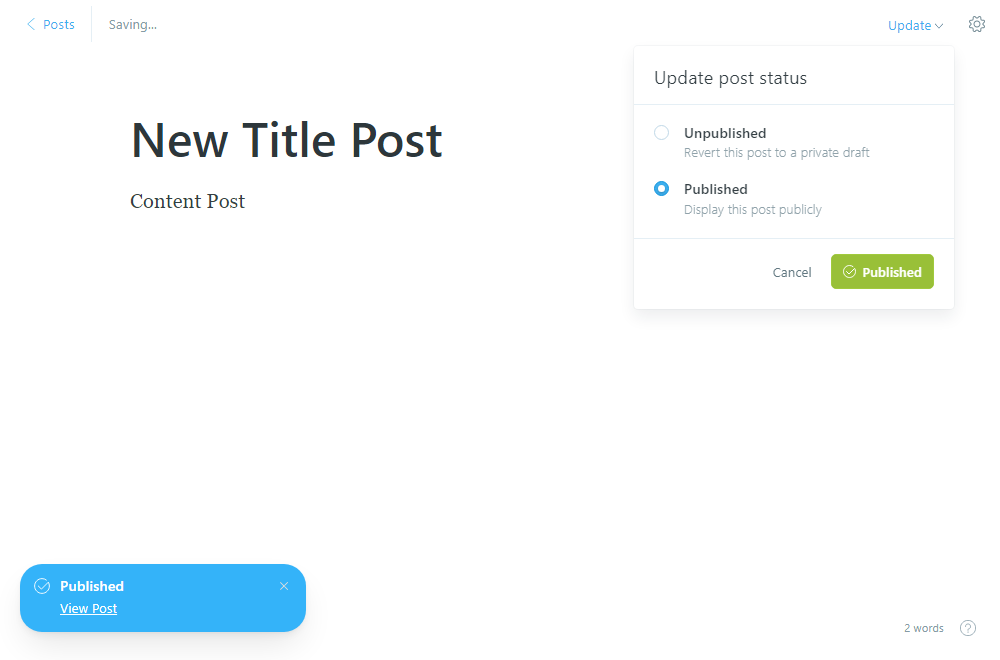 Posts
Saving...
Update
Update post status
Unpublished
Revert this post to a private draft
Published
Display this post publicly
Cancel
Published
New Title Post
Content Post
Published
View Post
2 words
?